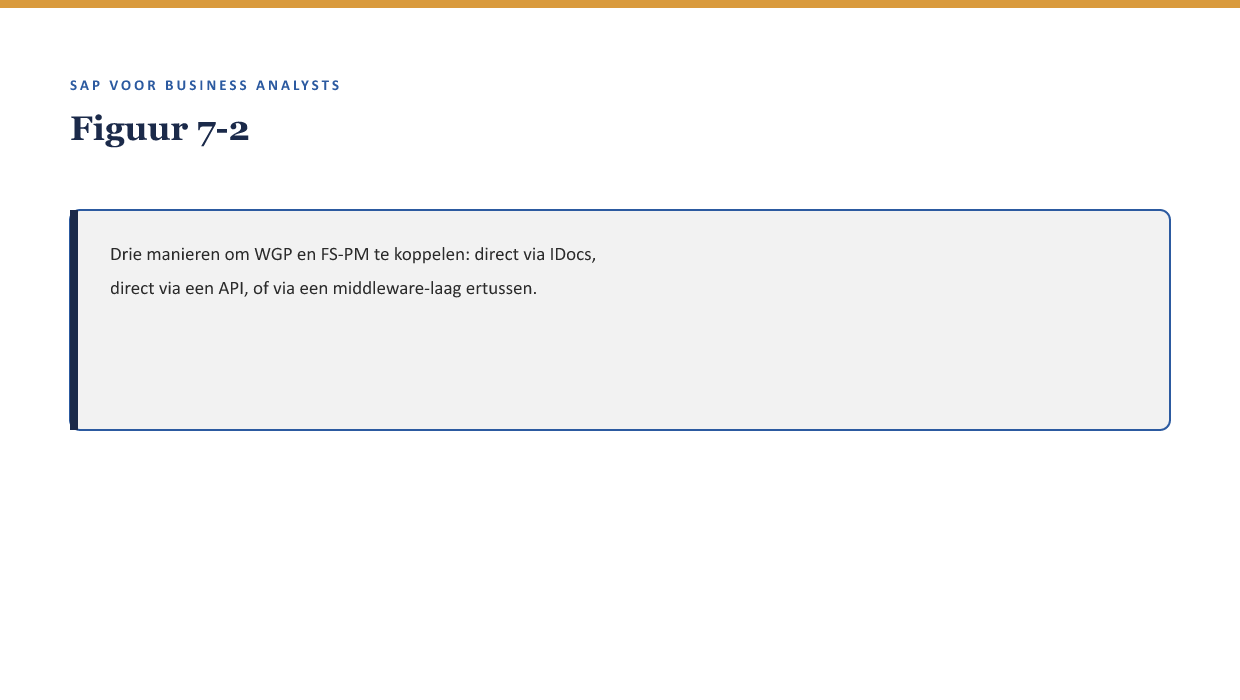 SAP VOOR BUSINESS ANALYSTS
Figuur 7-2
Drie manieren om WGP en FS-PM te koppelen: direct via IDocs,
direct via een API, of via een middleware-laag ertussen.